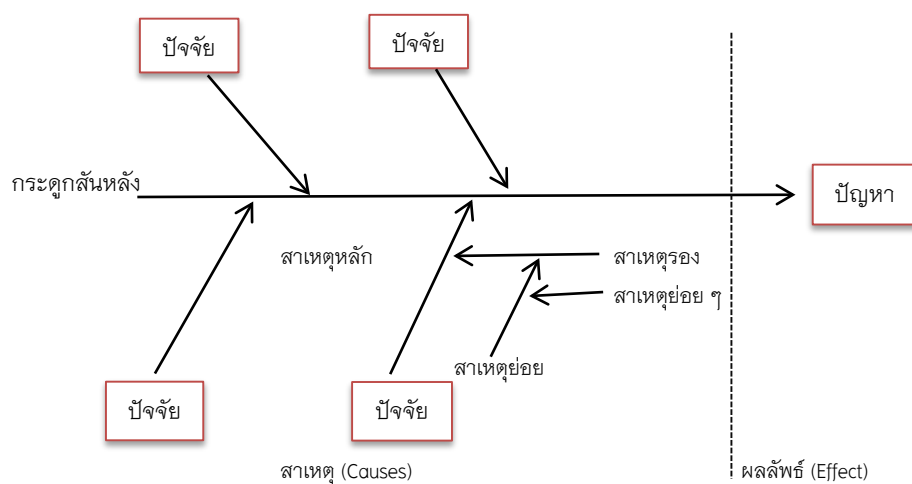 ปัจจัย
ปัจจัย
กระดูกสันหลัง
ปัญหา
สาเหตุหลัก
สาเหตุรอง
สาเหตุย่อย ๆ
สาเหตุย่อย
ปัจจัย
ปัจจัย
สาเหตุ (Causes)
ผลลัพธ์ (Effect)